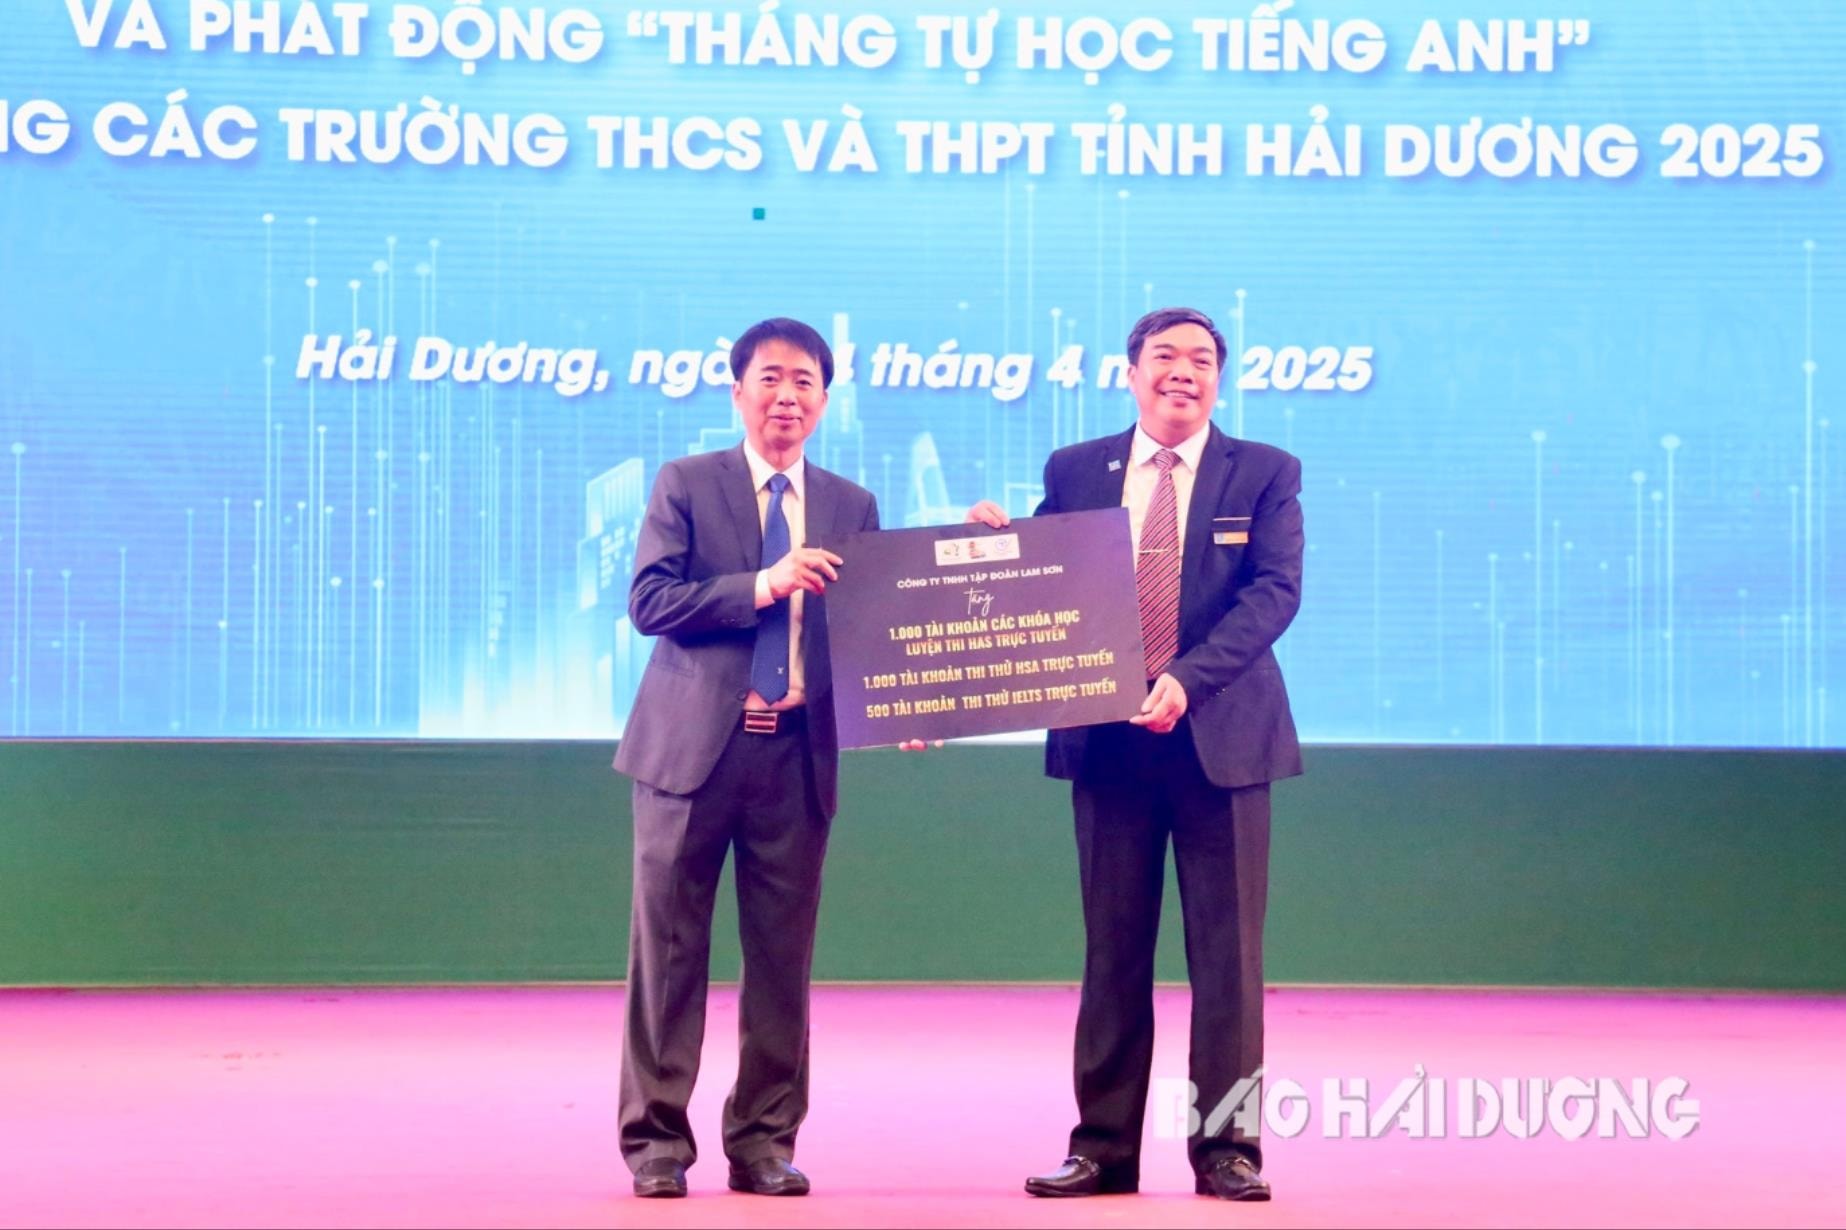 VÀ PHÁT ĐỘNG “THÁNG TỰ HỌC TIẾNG ANH”
NG CÁC TRƯỜNG THCS VÀ THPT TỈNH HẢI DƯƠNG 2025
Hải Dương, ngà 4 tháng 4 n 2025
CÔNG TY TNHH TẬP ĐOÀN LAM SƠN
tặng
1.000 TÀI KHOẢN CÁC KHÓA HỌC
LUYỆN THI HAS TRỰC TUYẾN
1.000 TÀI KHOẢN THI THỬ HSA TRỰC TUYẾN
500 TÀI KHOẢN THI THỬ IELTS TRỰC TUYẾN
BÁO HẢI DƯƠNG